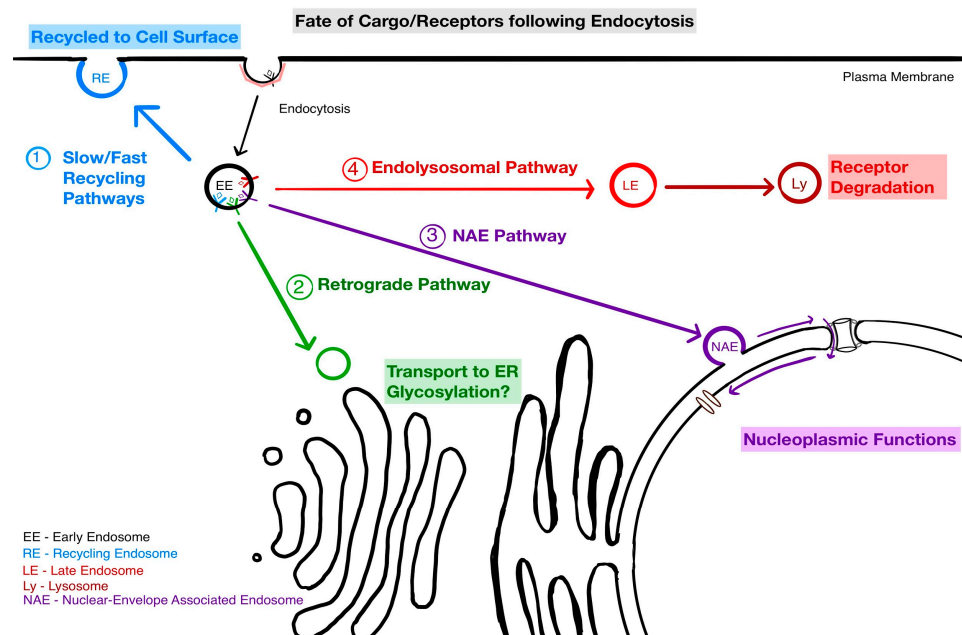 Fate of Cargo/Receptors following Endocytosis
Recycled to Cell Surface
RE
Plasma Membrane
Endocytosis
1 Slow/Fast
Recycling
Pathways
EE
4 Endolysosomal Pathway
LE
Ly
Receptor
Degradation
3 NAE Pathway
2 Retrograde Pathway
NAE
Transport to ER
Glycosylation?
Nucleoplasmic Functions
EE - Early Endosome
RE - Recycling Endosome
LE - Late Endosome
Ly - Lysosome
NAE - Nuclear-Envelope Associated Endosome